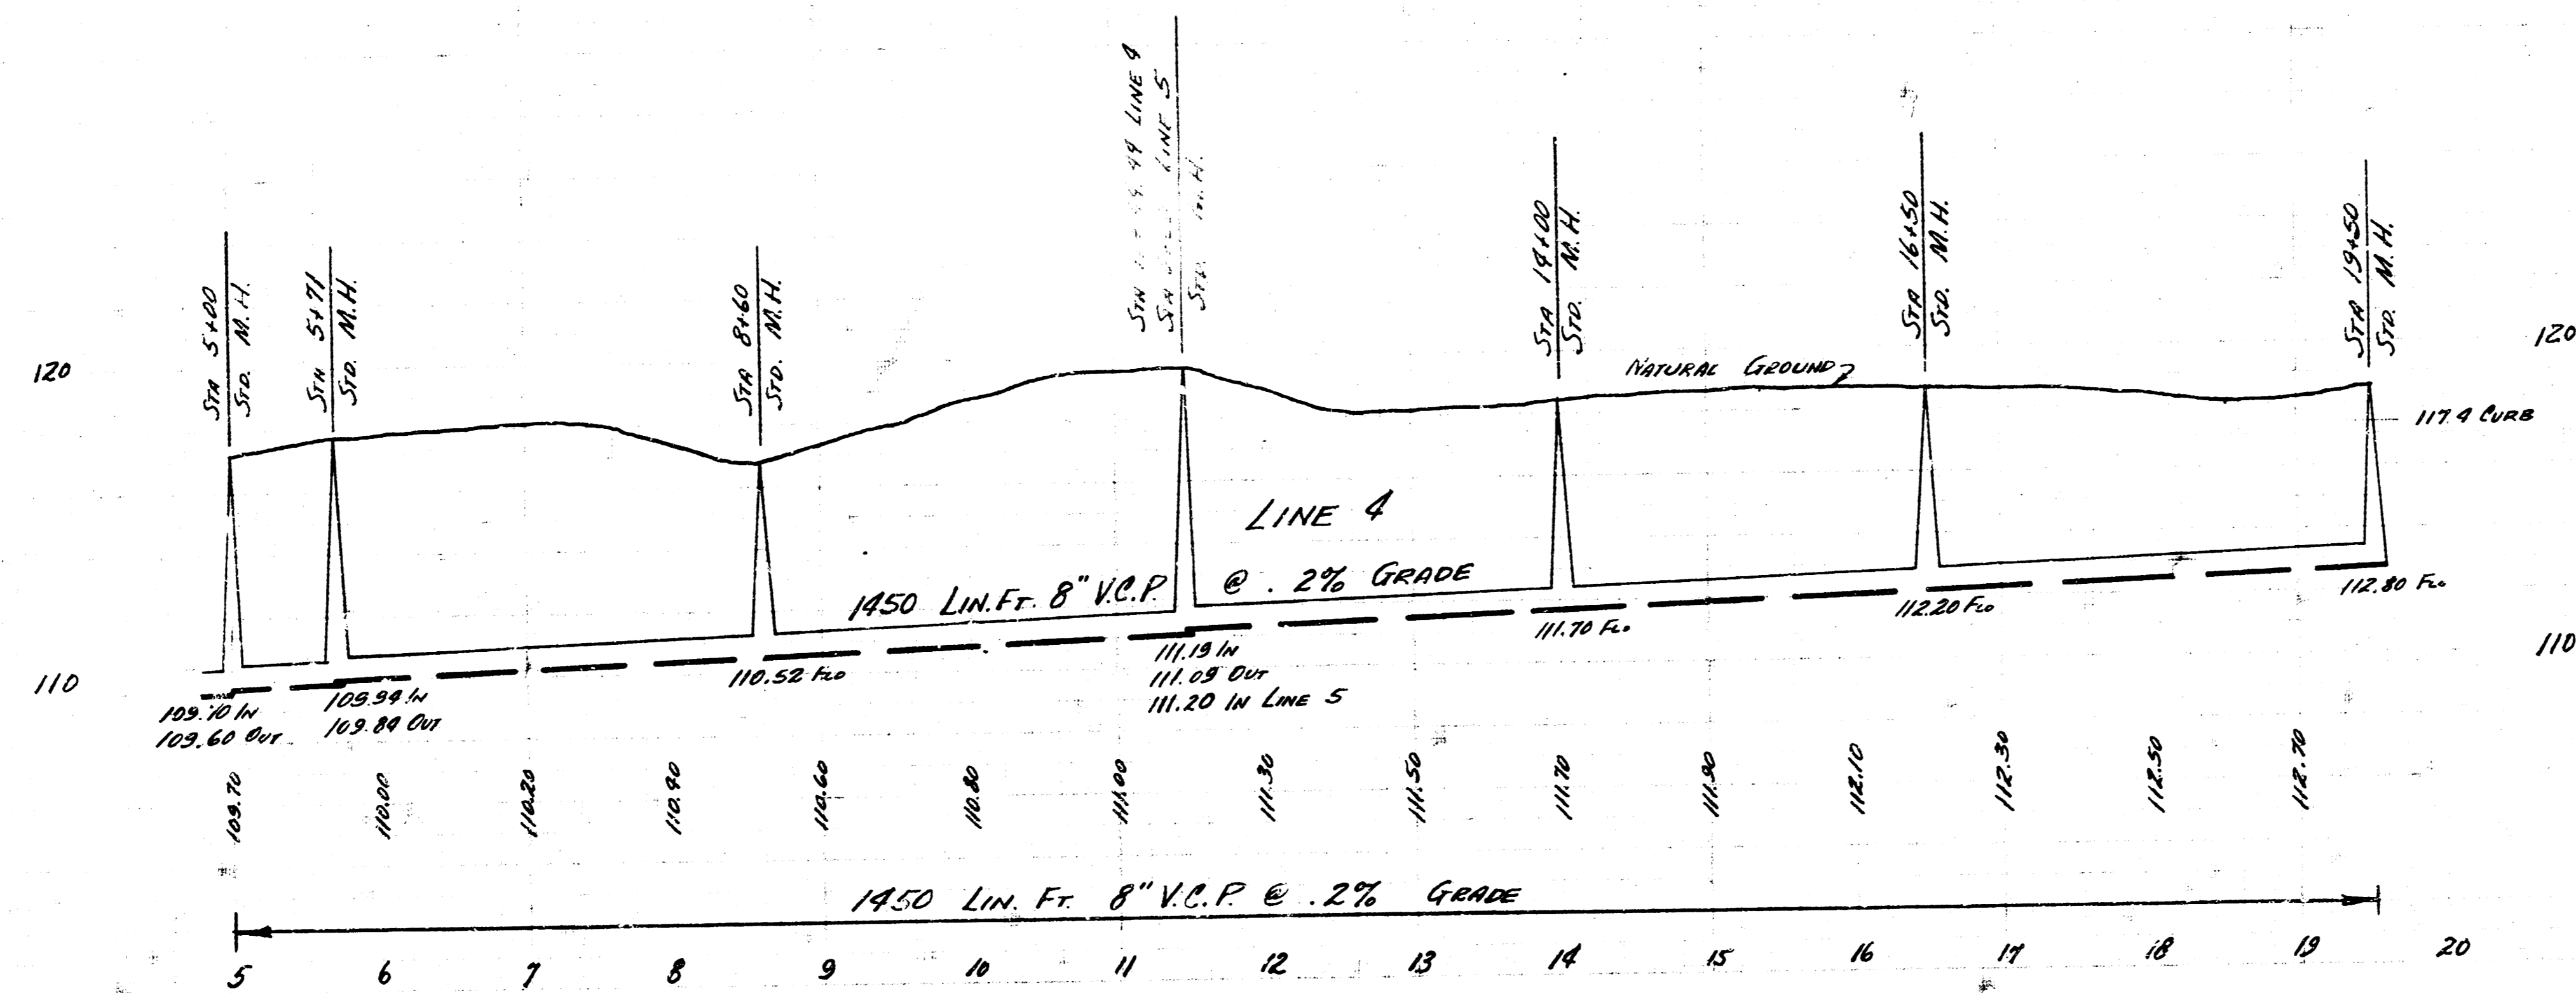 STA 5+00
STD. M.H.
STA 5+71
STD. M.H.
STA 8+60
STD. M.H.
STA 44 LINE 4
STA LINE 5
STD. M.H.
STA 14+00
STD. M.H.
STA 16+50
STD. M.H.
STA 19+50
STD. M.H.
120
120
NATURAL GROUND
117.4 CURB
LINE 4
1450 LIN. FT. 8" V.C.P. @ .2% GRADE
110
110
109.70 IN
109.60 OUT
109.94 IN
109.84 OUT
110.52 FLO
111.19 IN
111.09 OUT
111.20 IN LINE 5
111.70 FLO
112.20 FLO
112.80 FLO
109.70
110.00
110.20
110.40
110.60
110.80
111.00
111.30
111.50
111.70
111.90
112.10
112.30
112.50
112.70
1450 LIN. FT. 8" V.C.P. @ .2% GRADE
5 6 7 8 9 10 11 12 13 14 15 16 17 18 19 20